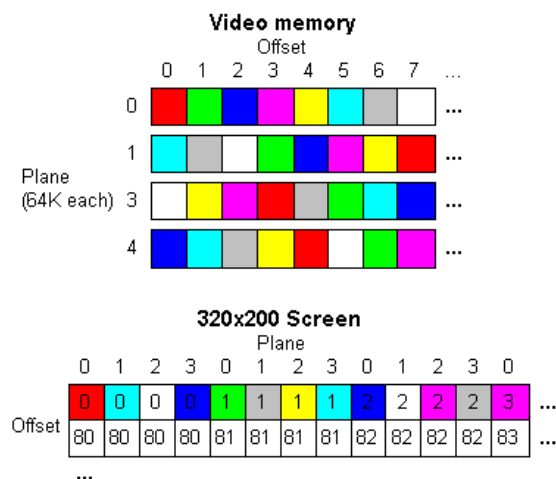 Video memory
Offset
0 1 2 3 4 5 6 7 ...
0 ...
1 ...
Plane
(64K each) 3 ...
4 ...
320x200 Screen
Plane
0 1 2 3 0 1 2 3 0 1 2 3 0
0 0 0 0 1 1 1 1 2 2 2 2 3 ...
Offset 80 80 80 80 81 81 81 81 82 82 82 82 83 ...
...